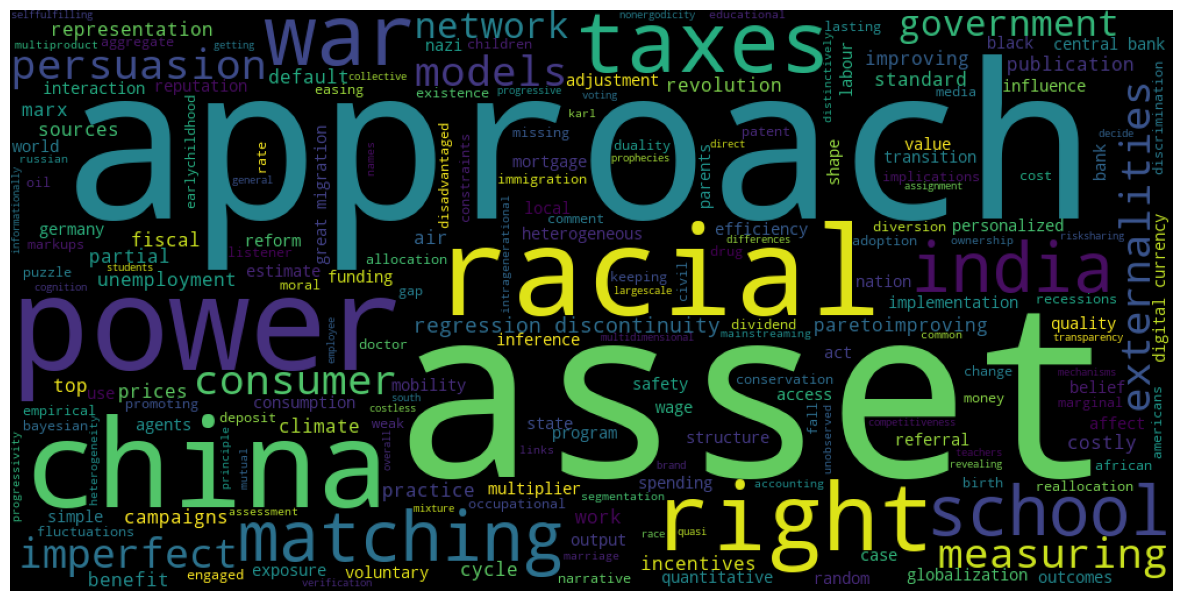 selffulfilling
representation
multiproduct
aggregate
getting
persuasion
war
network
nazi
children
nonergodicity
educational
taxes
lasting
government
black
central bank
improving
publication
labour
distinctively
standard
media
influence
interaction
reputation
default
easing
collective
progressive
voting
models
existence
adjustment
revolution
marx
sources
world
russian
oil
approach
earlychildhood
rate
general
names
great migration
disadvantaged
constraints
missing
karl
duality
direct
prophecies
mortgage
immigration
parents
patent
shape
value
transition
implications
assignment
cost
bank
externalities
discrimination
informationally
germany
markups
listener
fiscal
reform
partial
puzzle
students
cognition
unemployment
estimate
moral
funding
allocation
air
gap
local
comment
heterogeneous
intragenerational
efficiency
differences
drug
keeping
largescale
civil
diversion
personalized
adoption
ownership
risksharing
nation
india
implementation
recessions
digital currency
racial
power
employee
doctor
regression discontinuity
inference
multidimensional
dividend
mainstreaming
paretoimproving
common
quality
transparency
top
use
prices
consumer
mobility
south
costless
empirical
bayesian
promoting
consumption
agents
deposit
climate
weak
asset
safety
wage
conservation
access
act
change
money
belief
mechanisms
marginal
affect
state
program
structure
links
fall
unobserved
competitiveness
referral
teachers
revealing
costly
african
americans
china
progressivity
heterogeneity
principle
mutual
overall
practice
multiplier
brand
spending
segmentation
accounting
birth
reallocation
simple
campaigns
assessment
fluctuations
matching
mixture
occupational
work
output
race
quasi
right
school
imperfect
benefit
engaged
exposure
verification
voluntary
cycle
marriage
narrative
incentives
quantitative
random
case
measuring
globalization
outcomes